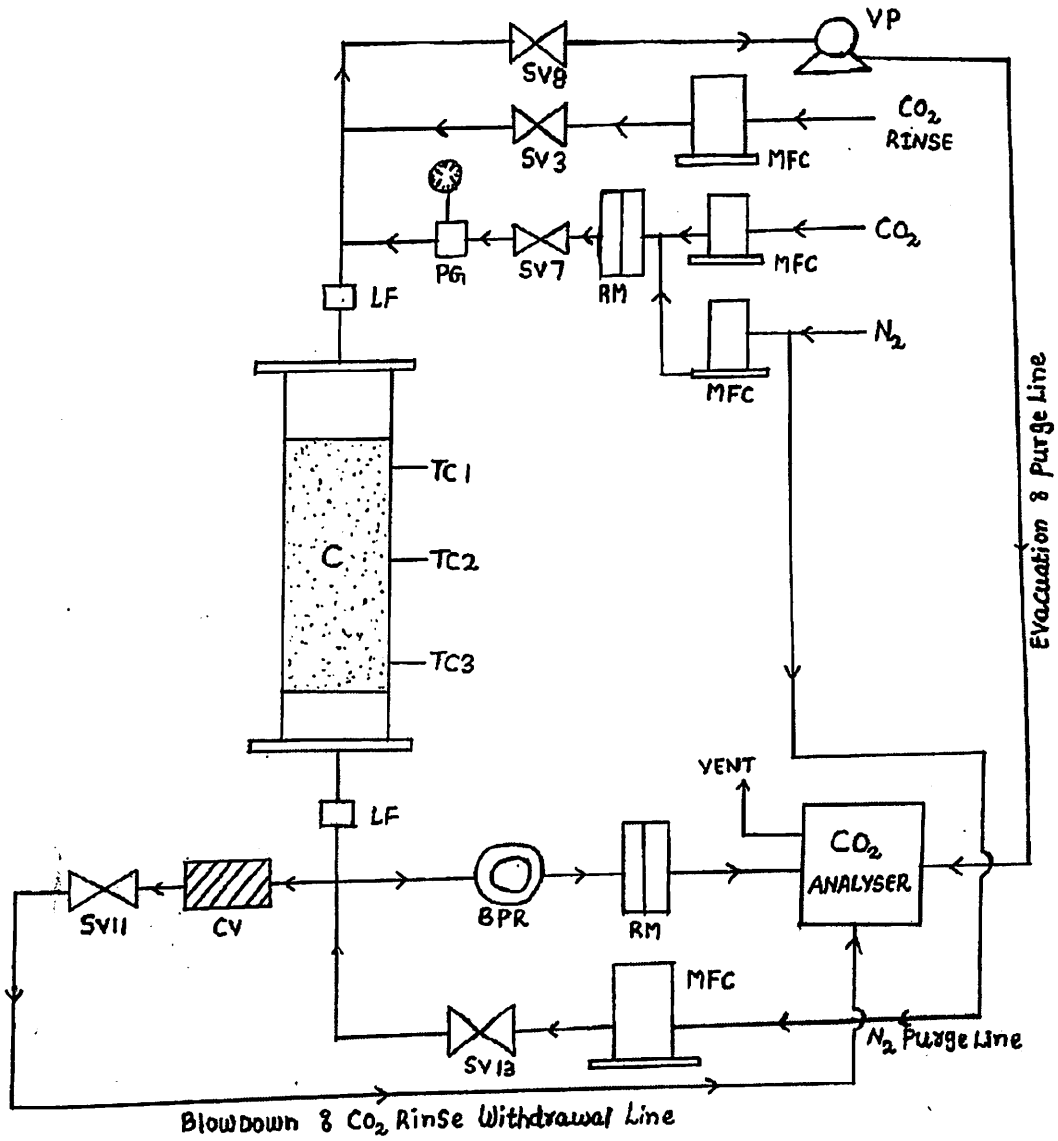 VP
SV8
CO2
RINSE
SV3
MFC
CO2
PG
SV7
RM
MFC
LF
N2
MFC
TC1
C
TC2
TC3
Evacuation & Purge Line
VENT
LF
CO2
ANALYSER
SV11
CV
BPR
RM
MFC
SV13
N2 Purge Line
Blowdown & CO2 Rinse Withdrawal Line